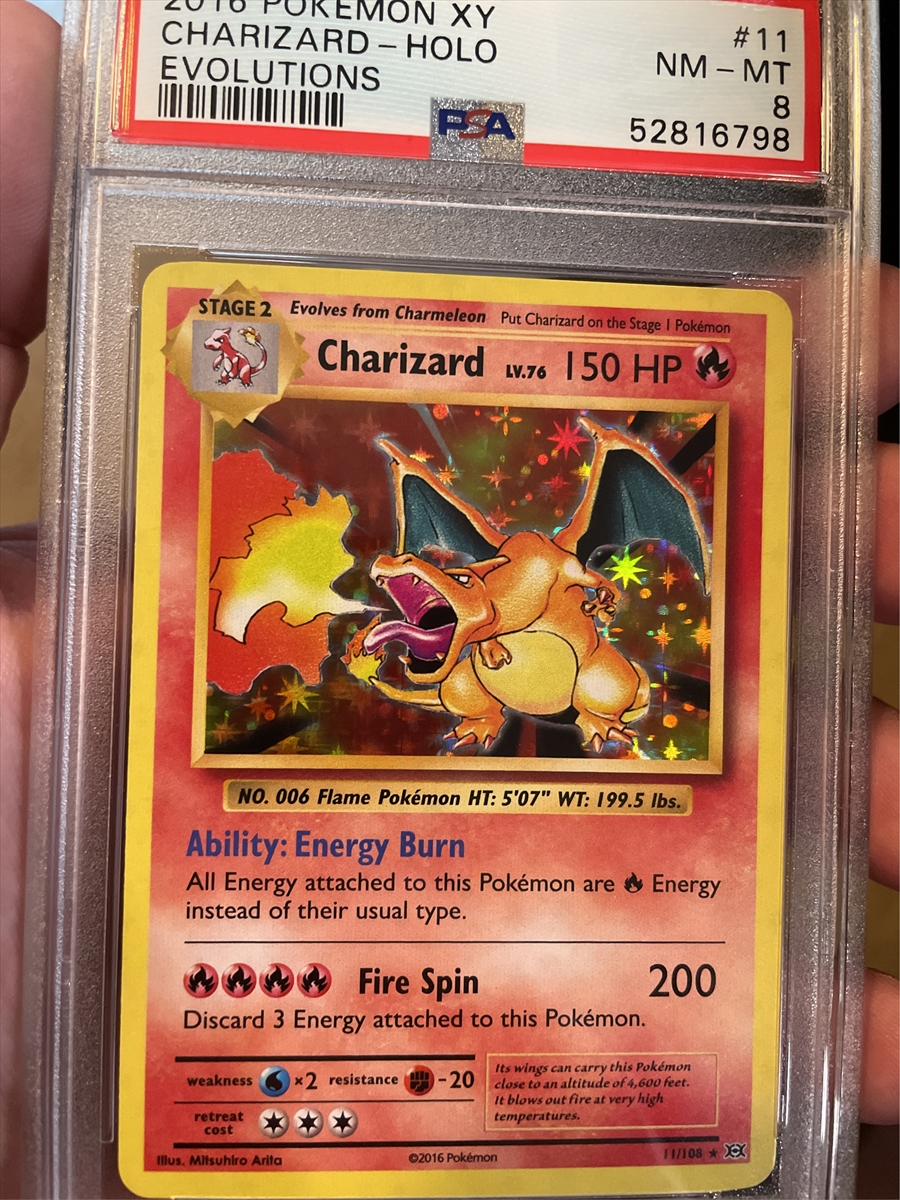 2016 POKEMON XY
CHARIZARD – HOLO
EVOLUTIONS
#11
NM – MT
8
52816798
PSA
STAGE 2
Evolves from Charmeleon
Put Charizard on the Stage 1 Pokémon
Charizard LV.76 150 HP
NO. 006 Flame Pokémon HT: 5'07" WT: 199.5 lbs.
Ability: Energy Burn
All Energy attached to this Pokémon are Energy
instead of their usual type.
Fire Spin 200
Discard 3 Energy attached to this Pokémon.
weakness ×2 resistance -20
retreat
cost
Its wings can carry this Pokémon
close to an altitude of 4,600 feet.
It blows out fire at very high
temperatures.
Illus. Mitsuhiro Arita
©2016 Pokémon
11/108 ★